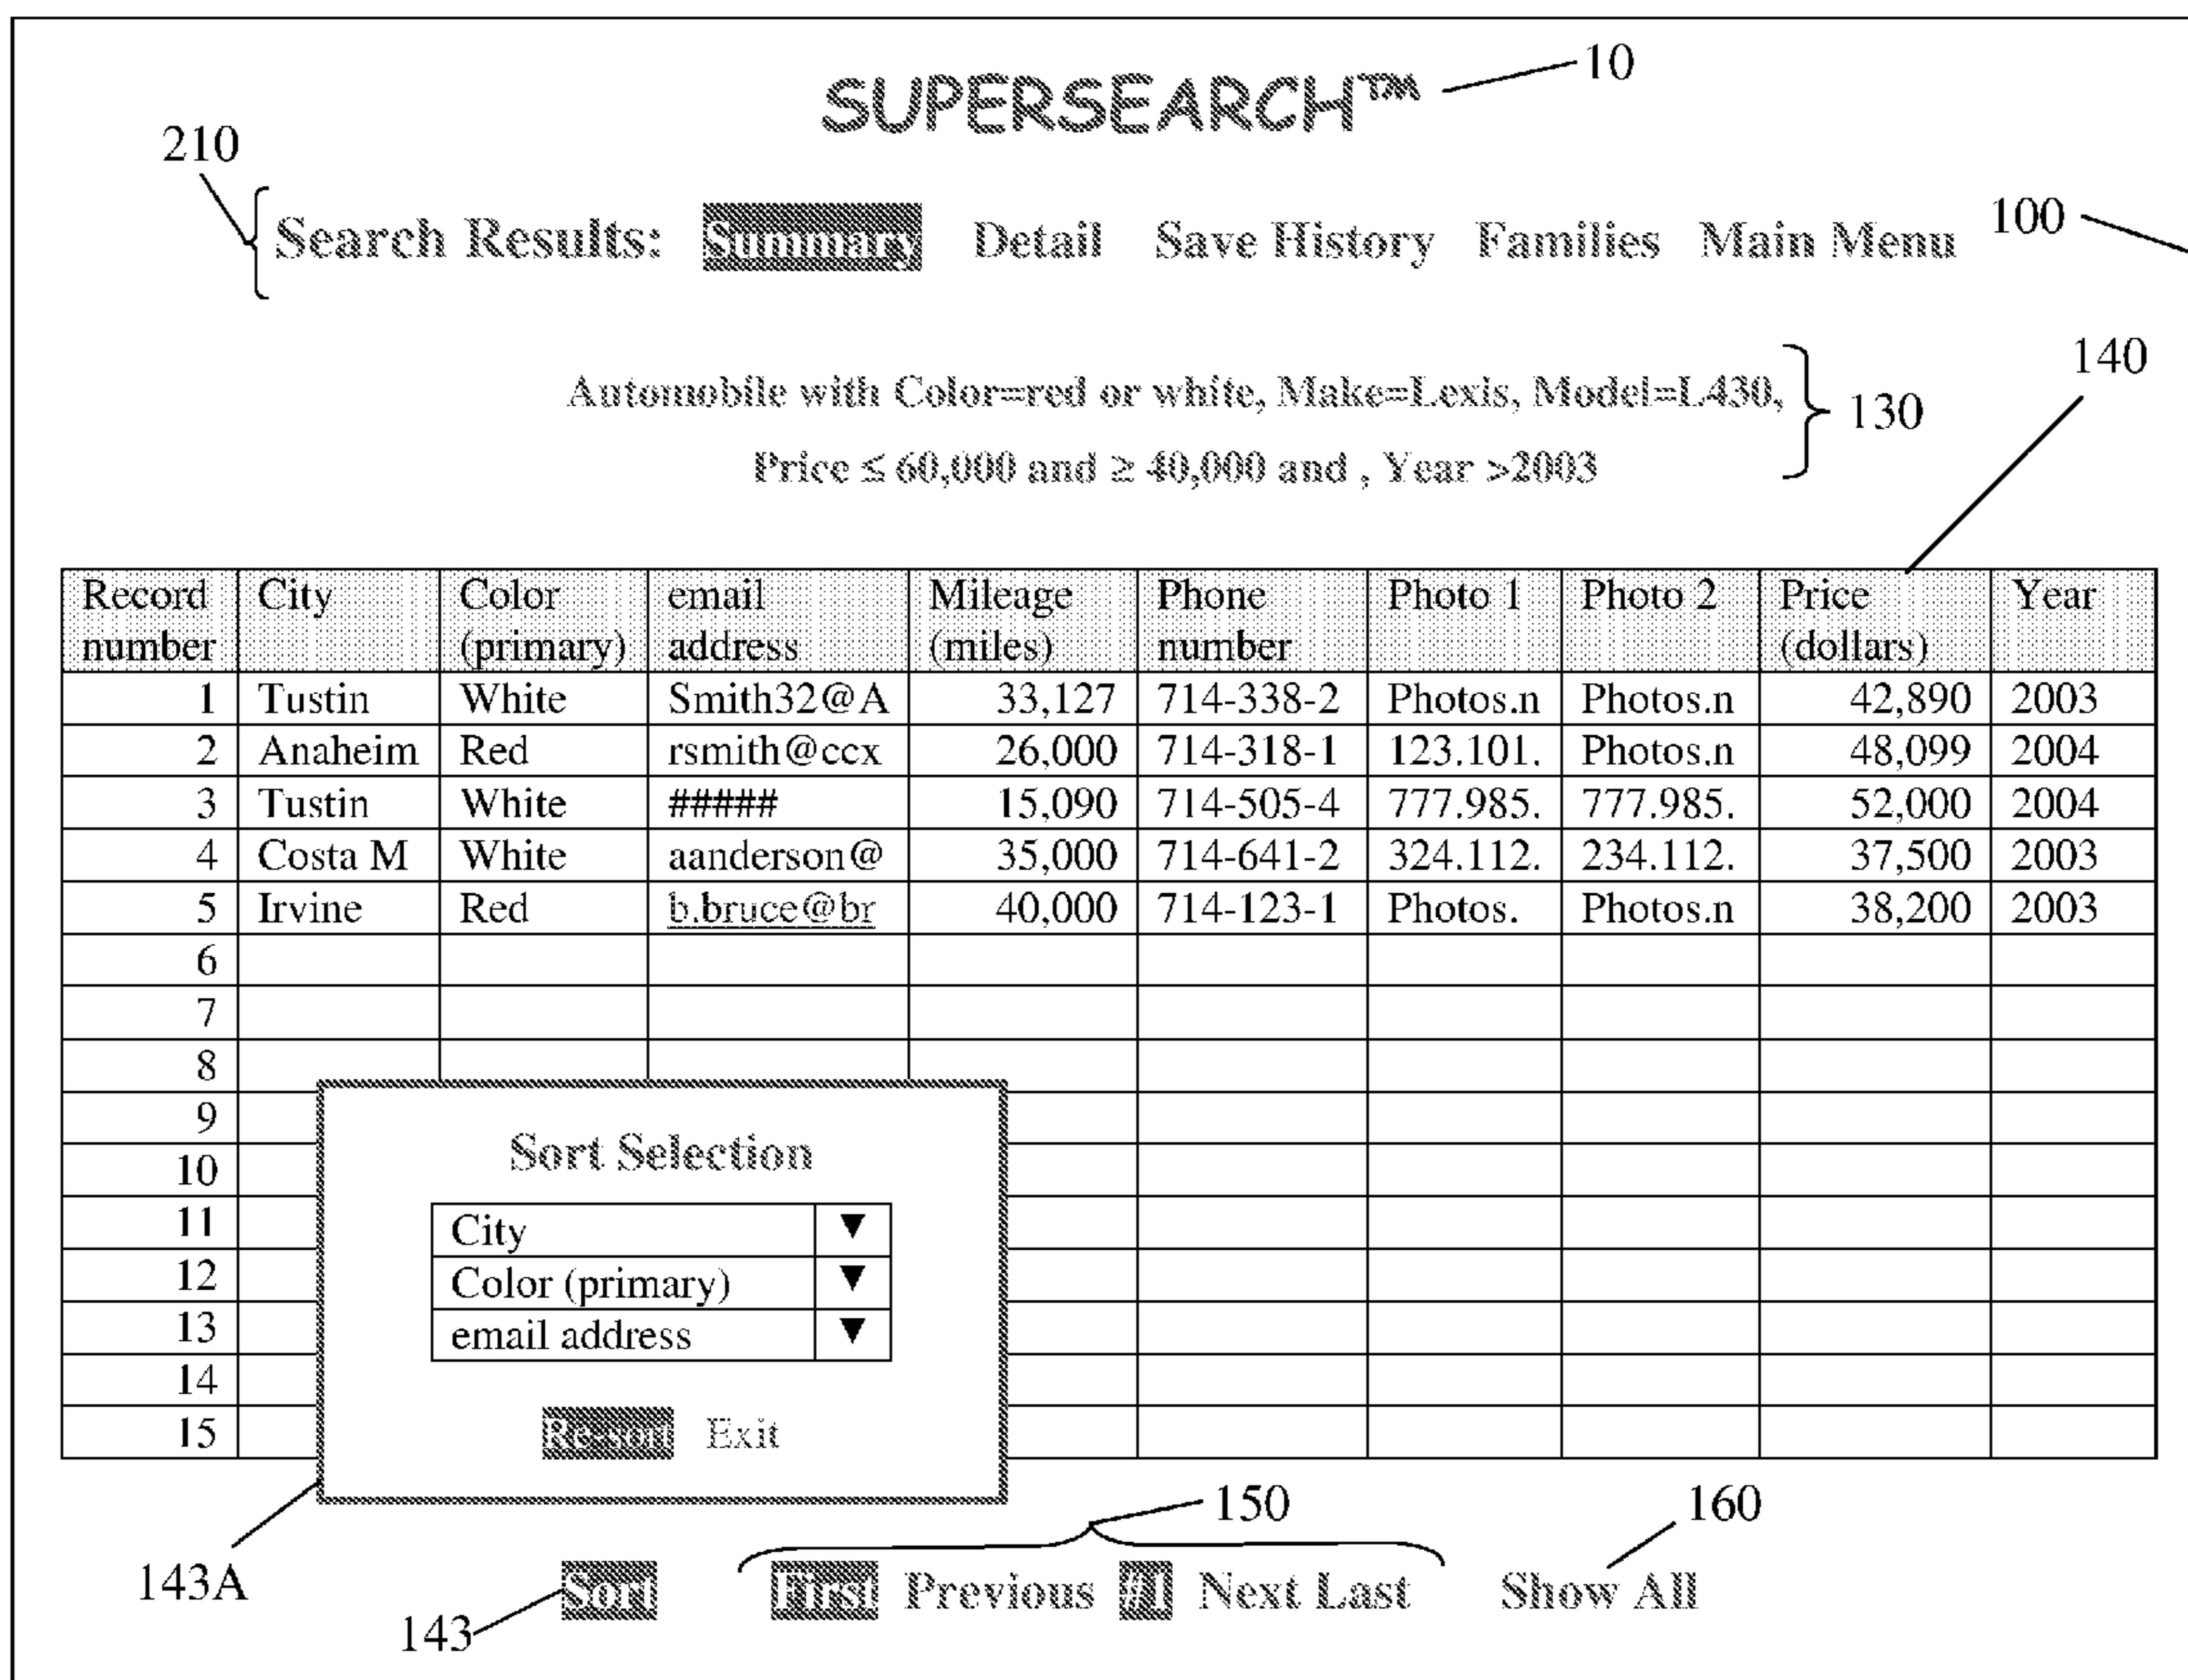 SUPERSEARCH™ 10
210
Search Results: Summary Detail Save History Families Main Menu 100
140
Automobile with Color=red or white, Make=Lexis, Model=L430,
130
Price ≤ 60,000 and ≥ 40,000 and , Year >2003
Record number City Color (primary) email address Mileage (miles) Phone number Photo 1 Photo 2 Price (dollars) Year
1 Tustin White Smith32@A 33,127 714-338-2 Photos.n Photos.n 42,890 2003
2 Anaheim Red rsmith@ccx 26,000 714-318-1 123.101. Photos.n 48,099 2004
3 Tustin White ##### 15,090 714-505-4 777.985. 777.985. 52,000 2004
4 Costa M White aanderson@ 35,000 714-641-2 324.112. 234.112. 37,500 2003
5 Irvine Red b.bruce@br 40,000 714-123-1 Photos. Photos.n 38,200 2003
6
7
8
9
10
11
12
13
14
15
Sort Selection
City ▼
Color (primary) ▼
email address ▼
Re-sort Exit
150 160
143A
Sort First Previous #1 Next Last Show All
143